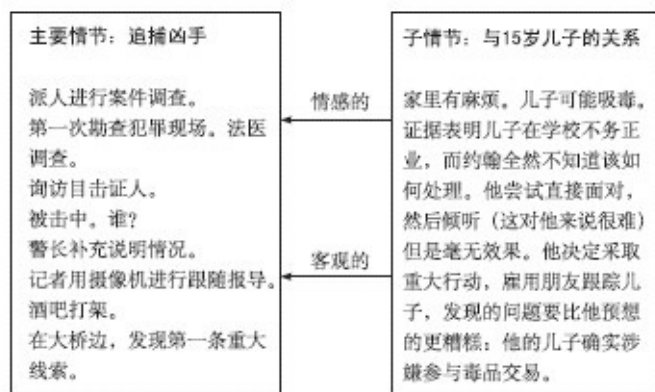 主要情节：追捕凶手
派人进行案件调查。
第一次勘查犯罪现场。法医
调查。
询访目击证人。
被击中。谁？
警长补充说明情况。
记者用摄像机进行跟随报导。
酒吧打架。
在大桥边，发现第一条重大
线索。
情感的
客观的
子情节：与15岁儿子的关系
家里有麻烦。儿子可能吸毒。
证据表明儿子在学校不务正
业，而约翰全然不知道该如
何处理。他尝试直接面对，
然后倾听（这对他来说很难）
但是毫无效果。他决定采取
重大行动，雇用朋友跟踪儿
子，发现的问题要比他预想
的更糟糕：他的儿子确实涉
嫌参与毒品交易。